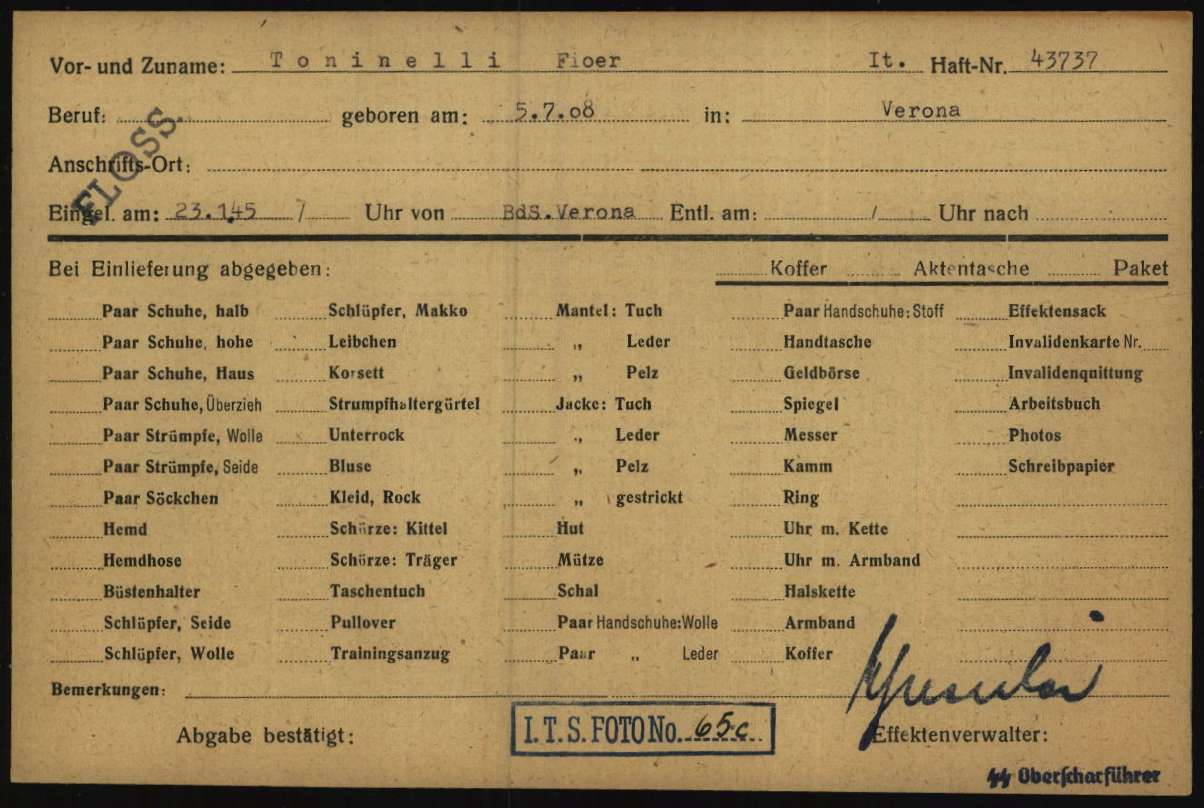 Vor- und Zuname: Toninelli Fioer It. Haft-Nr. 43737
Beruf: geboren am: 5.7.08 in: Verona
FLOSS.
Anschrifts-Ort:
Eingel. am: 23.1.45 / Uhr von BdS.Verona Entl. am: / Uhr nach
Bei Einlieferung abgegeben: Koffer Aktentasche Paket
Paar Schuhe, halb Schlüpfer, Makko Mantel: Tuch Paar Handschuhe: Stoff Effektensack
Paar Schuhe, hohe Leibchen „ Leder Handtasche Invalidenkarte Nr.
Paar Schuhe, Haus Korsett „ Pelz Geldbörse Invalidenquittung
Paar Schuhe, Überzieh Strumpfhaltergürtel Jacke: Tuch Spiegel Arbeitsbuch
Paar Strümpfe, Wolle Unterrock „ Leder Messer Photos
Paar Strümpfe, Seide Bluse „ Pelz Kamm Schreibpapier
Paar Söckchen Kleid, Rock „ gestrickt Ring
Hemd Schürze: Kittel Hut Uhr m. Kette
Hemdhose Schürze: Träger Mütze Uhr m. Armband
Büstenhalter Taschentuch Schal Halskette
Schlüpfer, Seide Pullover Paar Handschuhe: Wolle Armband
Schlüpfer, Wolle Trainingsanzug Paar „ Leder Koffer
Bemerkungen:
Abgabe bestätigt: I.T.S. FOTO No. 65c Effektenverwalter:
SS Oberscharführer